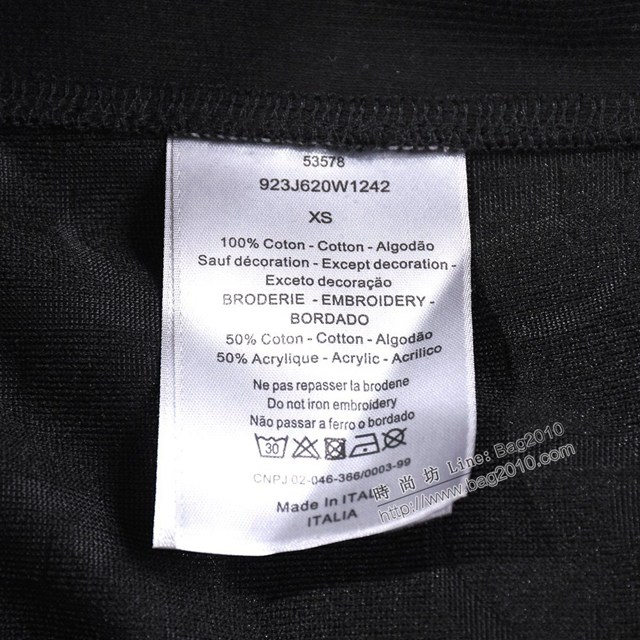 53578
923J620W1242
XS
100% Coton - Cotton - Algodão
Sauf décoration - Except decoration -
Exceto decoração
BRODERIE - EMBROIDERY -
BORDADO
50% Coton - Cotton - Algodão
50% Acrylique - Acrylic - Acrilico
Ne pas repasser la brodene
Do not iron embroidery
Não passar a ferro o bordado
30
CNPJ 02-046-366/0003-99
Made in ITALY
ITALIA
時尚坊 Line: Bag2010
www.bag2010.com